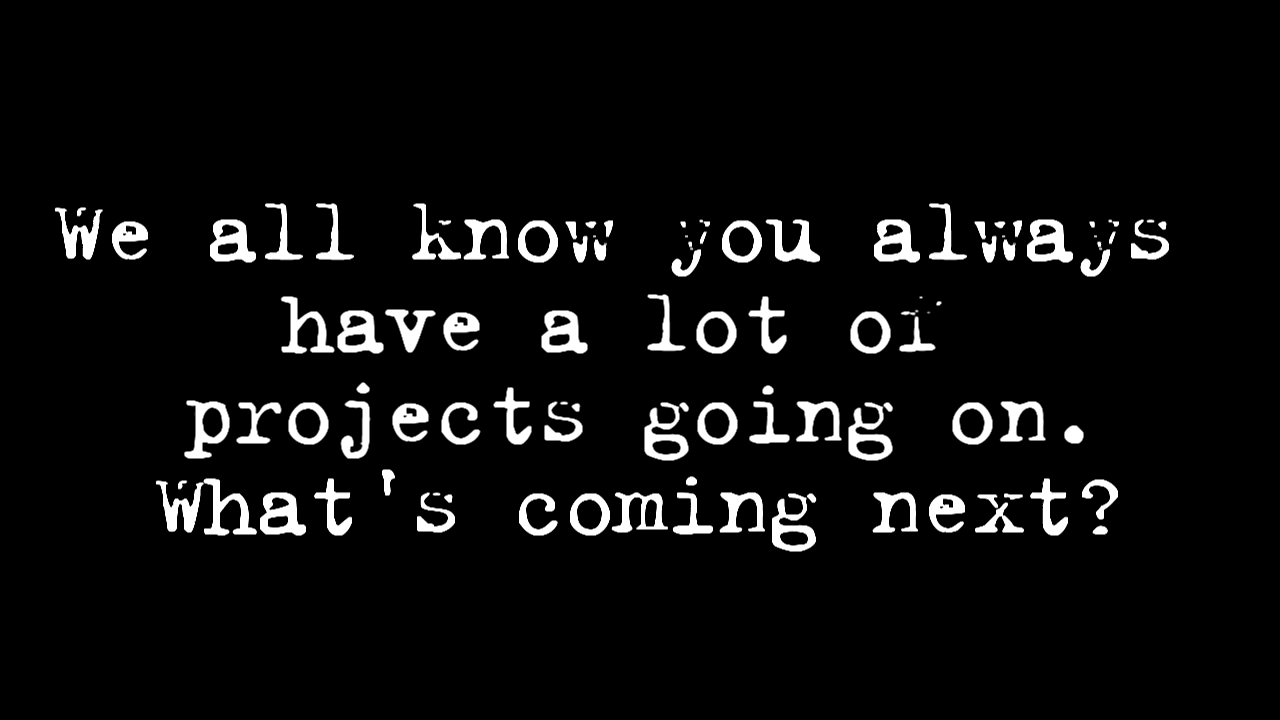 We all know you always
have a lot of
projects going on.
What's coming next?